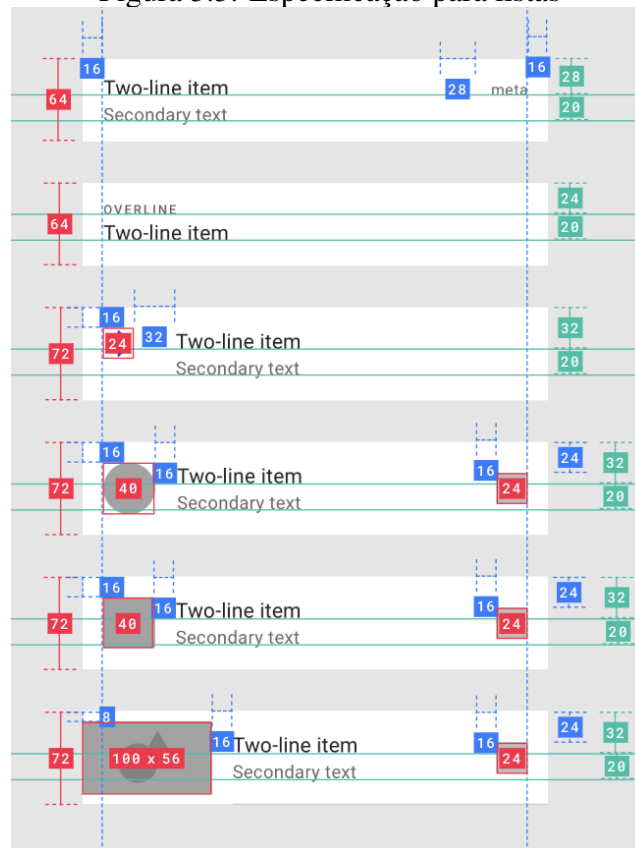 Figura 3.3: Especificação para listas
16 16
28
64 Two-line item 28 meta
Secondary text 20
24
OVERLINE
64 Two-line item 20
16
24 32 Two-line item 32
72 Secondary text 20
16 24
16 Two-line item 16 32
72 40 24
Secondary text 20
16 24
16 Two-line item 16 32
72 40 24
Secondary text 20
8 24
16 Two-line item 16 32
72 100 x 56 24
Secondary text 20